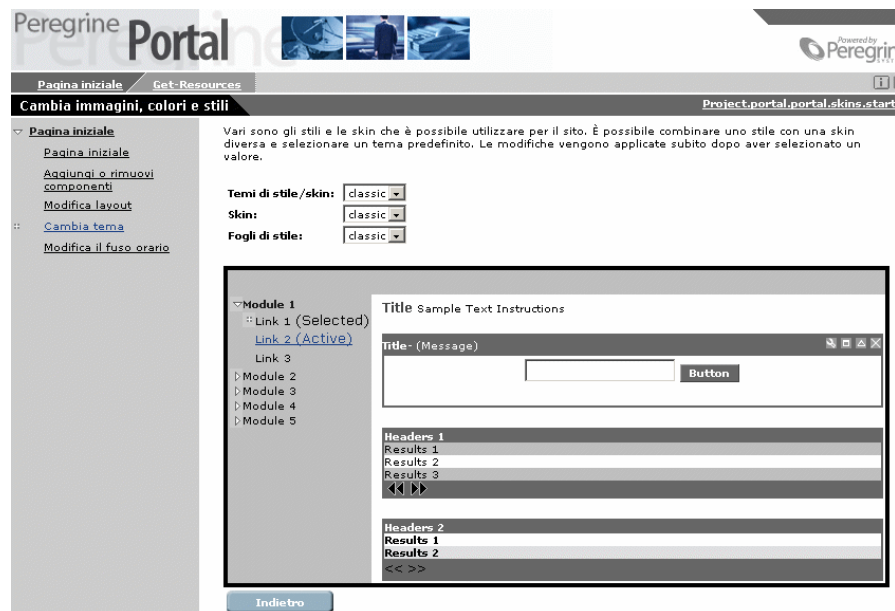 Peregrine Portal
Powered by
Peregrin
Pagina iniziale Get-Resources
Cambia immagini, colori e stili Project.portal.portal.skins.start
Pagina iniziale
Pagina iniziale
Aggiungi o rimuovi
componenti
Modifica layout
Cambia tema
Modifica il fuso orario
Vari sono gli stili e le skin che è possibile utilizzare per il sito. È possibile combinare uno stile con una skin
diversa e selezionare un tema predefinito. Le modifiche vengono applicate subito dopo aver selezionato un
valore.
Temi di stile/skin: classic
Skin: classic
Fogli di stile: classic
Module 1
Link 1 (Selected)
Link 2 (Active)
Link 3
Module 2
Module 3
Module 4
Module 5
Title Sample Text Instructions
Title- (Message)
Button
Headers 1
Results 1
Results 2
Results 3
Headers 2
Results 1
Results 2
<< >>
Indietro